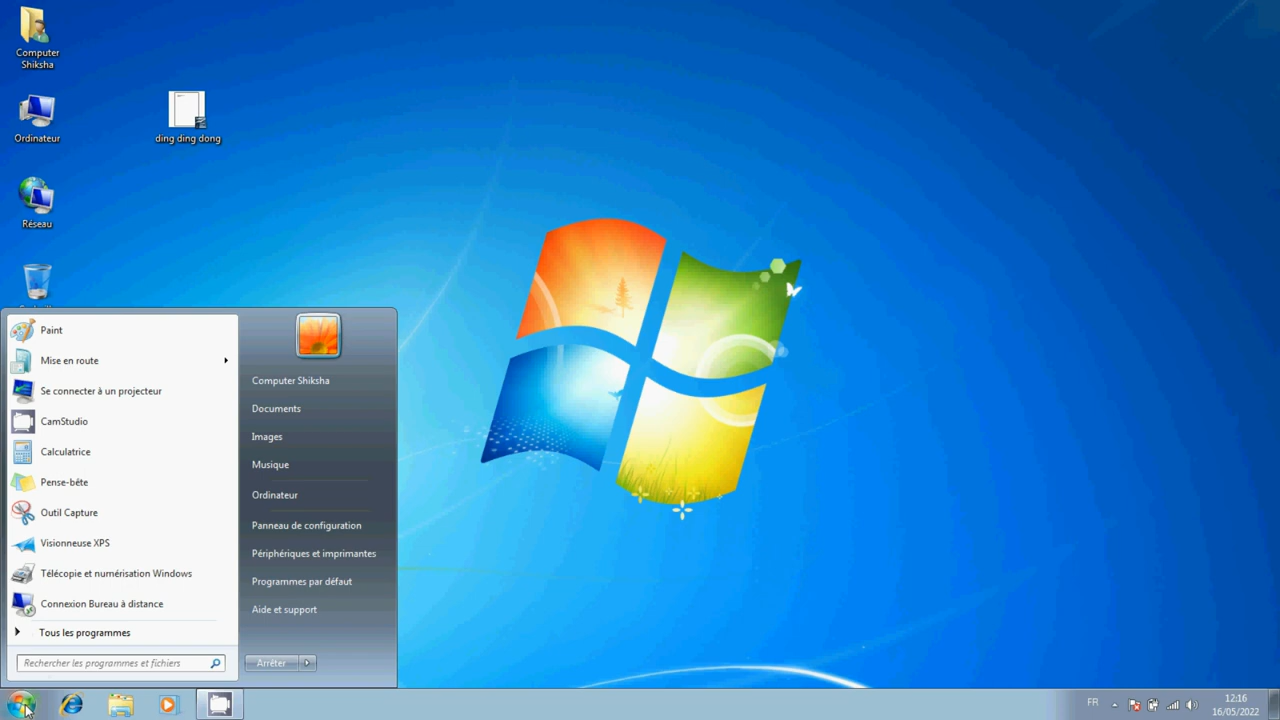 Computer
Shiksha
Ordinateur
ding ding dong
Réseau
Paint
Mise en route
Se connecter à un projecteur
CamStudio
Calculatrice
Pense-bête
Outil Capture
Visionneuse XPS
Télécopie et numérisation Windows
Connexion Bureau à distance
Tous les programmes
Rechercher les programmes et fichiers
Computer Shiksha
Documents
Images
Musique
Ordinateur
Panneau de configuration
Périphériques et imprimantes
Programmes par défaut
Aide et support
Arrêter
FR
12:16
16/05/2022